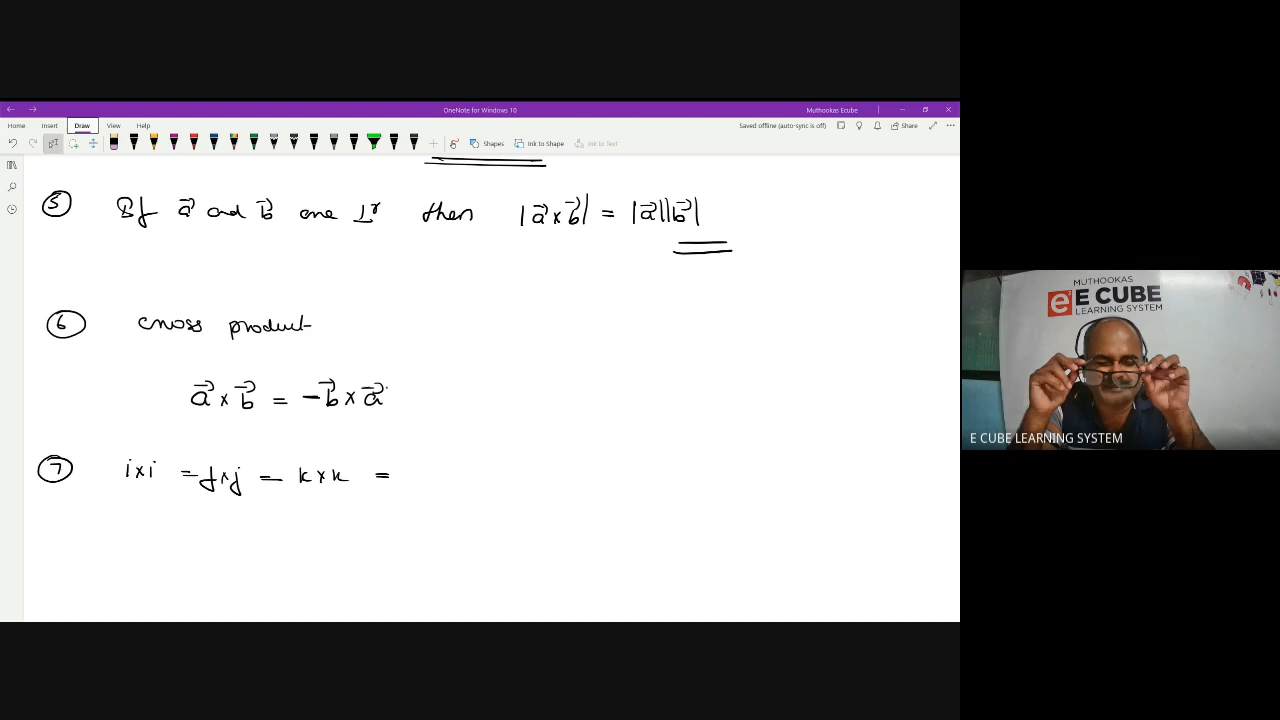 OneNote for Windows 10
Muthookas Ecube
Home Insert Draw View Help
Saved offline (auto-sync is off)
Share
Shapes
Ink to Shape
Ink to Text
5 If a⃗ and b⃗ are ⊥r then |a⃗ × b⃗| = |a⃗||b⃗|
6 cross product
a⃗ × b⃗ = -b⃗ × a⃗
7 i×i = j×j = k×k =
MUTHOOKAS
e3 E CUBE
LEARNING SYSTEM
E CUBE LEARNING SYSTEM